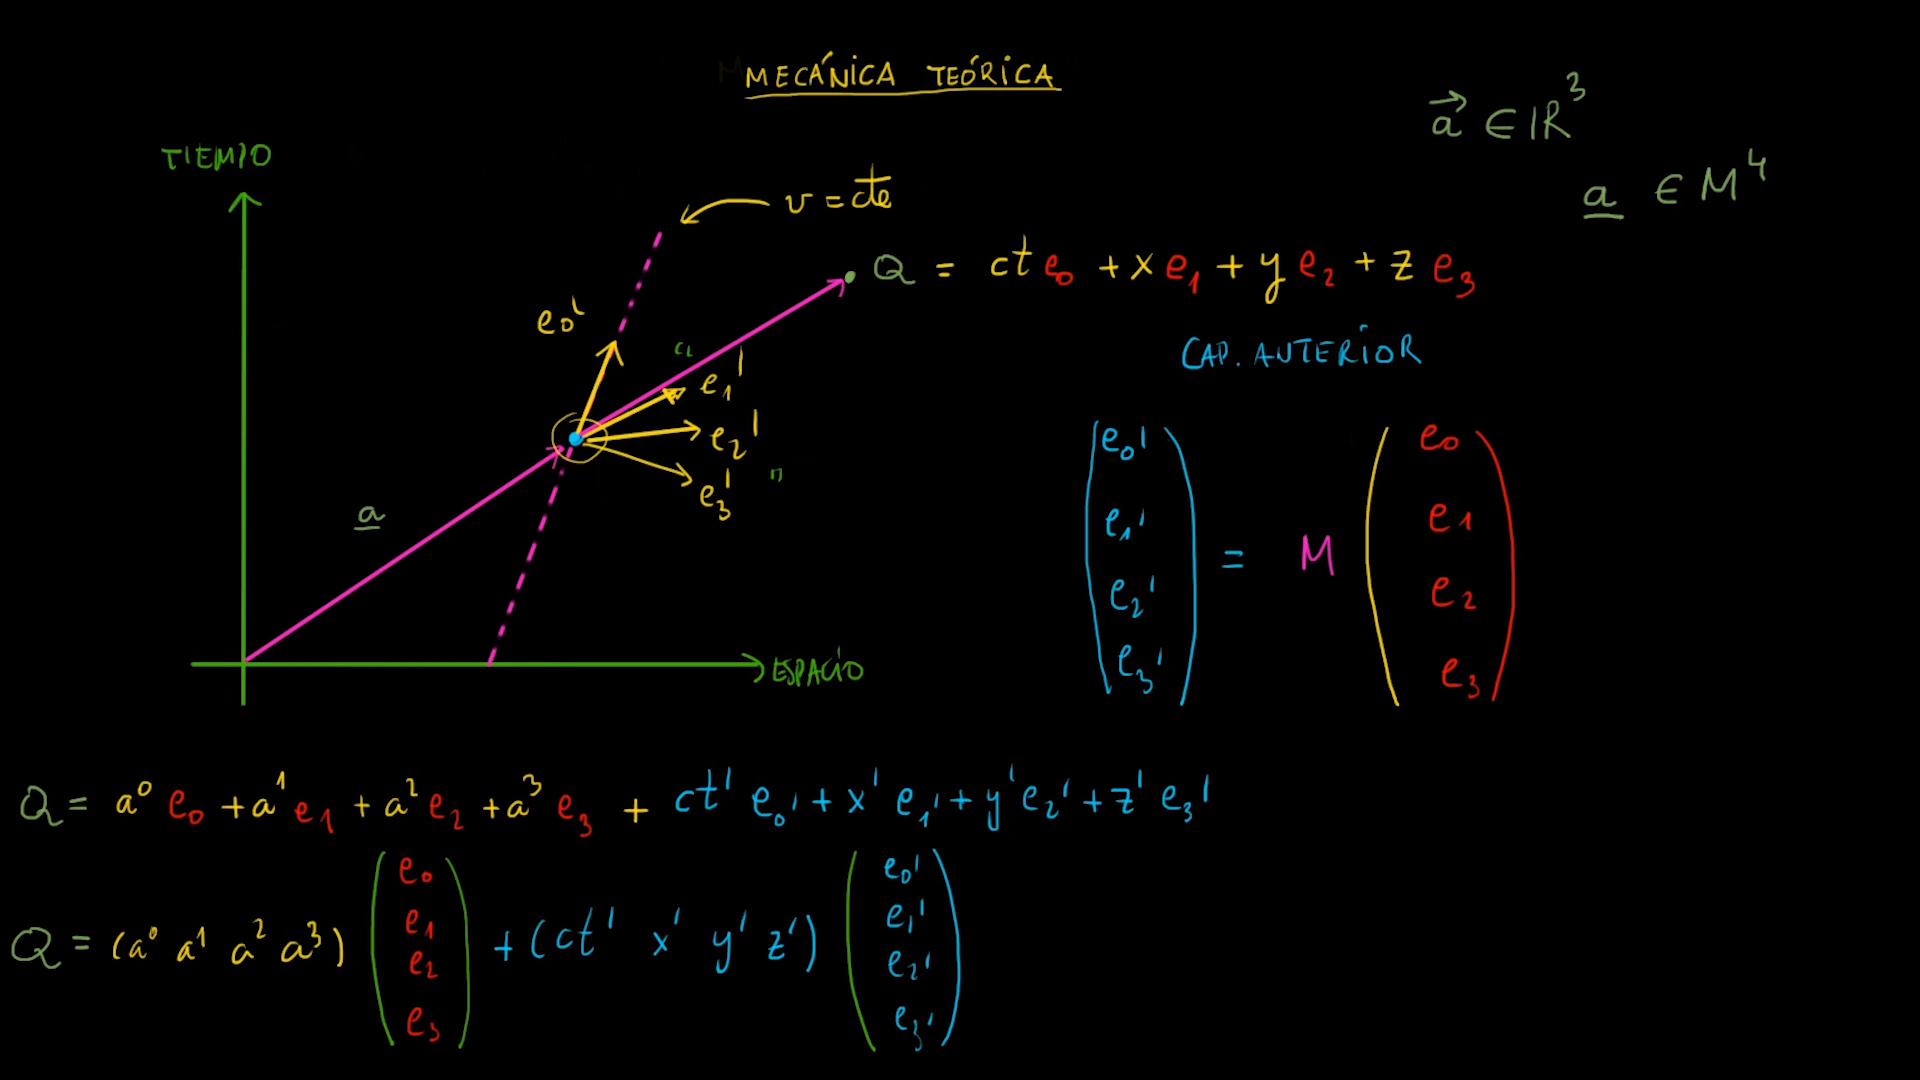 MECÁNICA TEÓRICA
a⃗ ∈ ℝ³
a̲ ∈ M⁴
TIEMPO
v = cte
Q = ct e₀ + x e₁ + y e₂ + z e₃
CAP. ANTERIOR
e₀'
"
e₁'
e₂'
e₃'
"
a̲
ESPACIO
(e₀' e₁' e₂' e₃') = M (e₀ e₁ e₂ e₃)
Q = a⁰ e₀ + a¹ e₁ + a² e₂ + a³ e₃ + ct' e₀' + x' e₁' + y' e₂' + z' e₃'
Q = (a⁰ a¹ a² a³) (e₀ e₁ e₂ e₃) + (ct' x' y' z') (e₀' e₁' e₂' e₃')